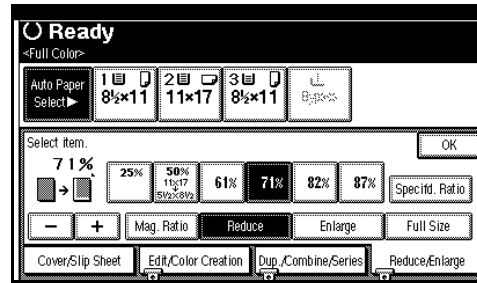 Ready
<Full Color>
Auto Paper
Select▶
1
8½×11
2
11×17
3
8½×11
Bypass
Select item.
OK
71%
25%
50%
11×17
5½×8½
61%
71%
82%
87%
Specifd. Ratio
−
+
Mag. Ratio
Reduce
Enlarge
Full Size
Cover/Slip Sheet
Edit/Color Creation
Dup./Combine/Series
Reduce/Enlarge